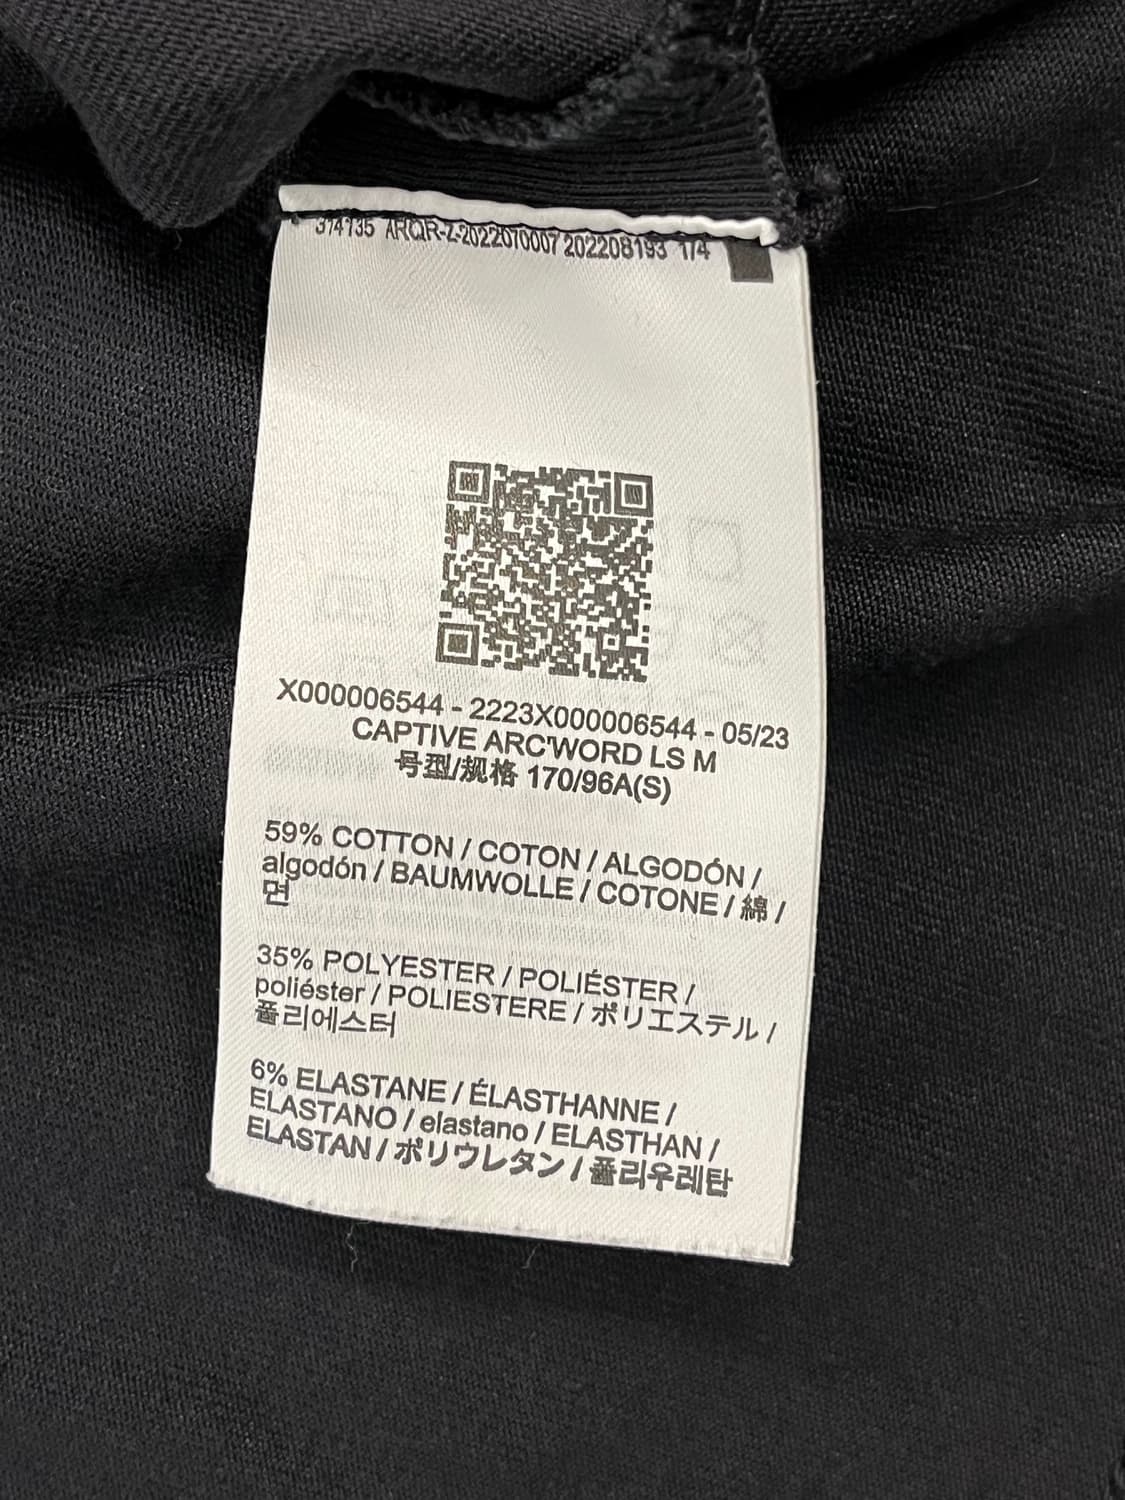 314135 ARQR-Z-2022070007 202208193 1/4
X000006544 - 2223X000006544 - 05/23
CAPTIVE ARC'WORD LS M
号型/规格 170/96A(S)
59% COTTON / COTON / ALGODÓN /
algodón / BAUMWOLLE / COTONE / 綿 /
면
35% POLYESTER / POLIÉSTER /
poliéster / POLIESTERE / ポリエステル /
폴리에스터
6% ELASTANE / ÉLASTHANNE /
ELASTANO / elastano / ELASTHAN /
ELASTAN / ポリウレタン / 폴리우레탄